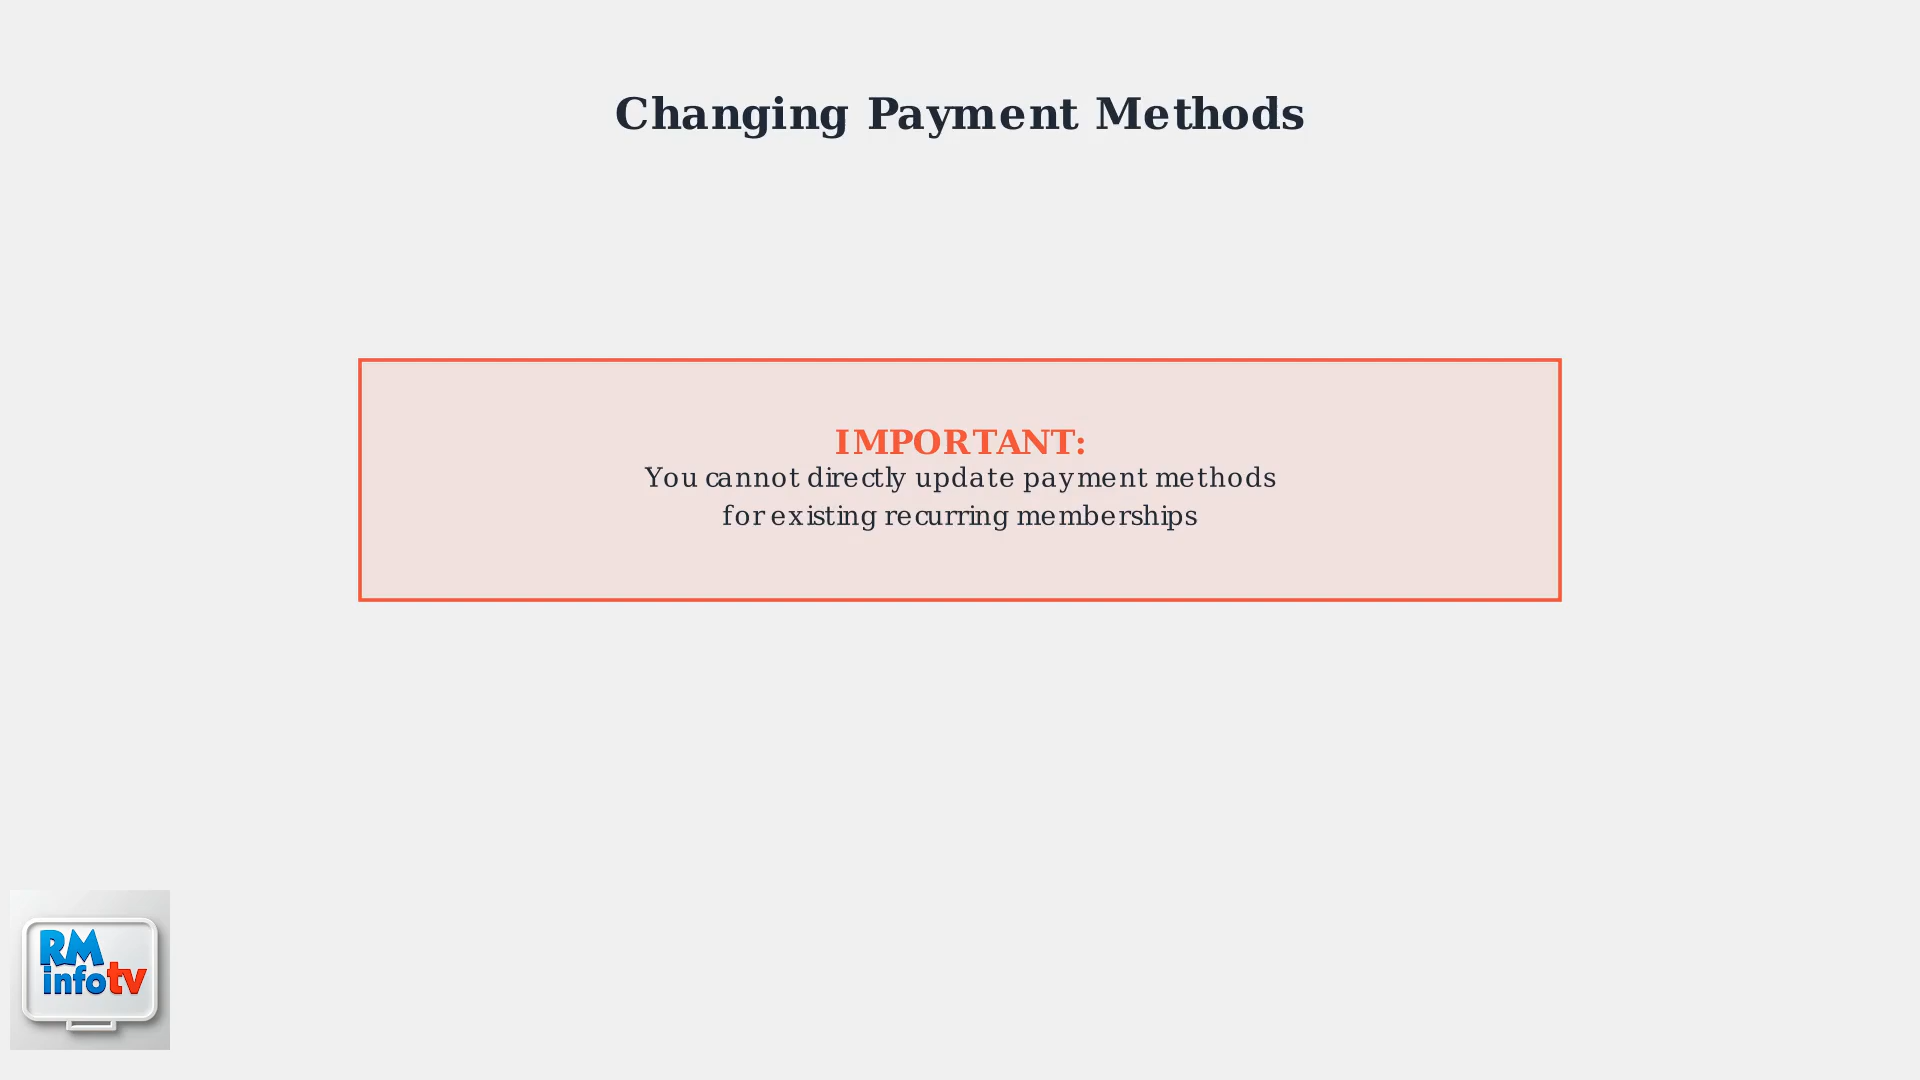 Changing Payment Methods
IMPORTANT:
You cannot directly update payment methods
for existing recurring memberships
RM
infotv